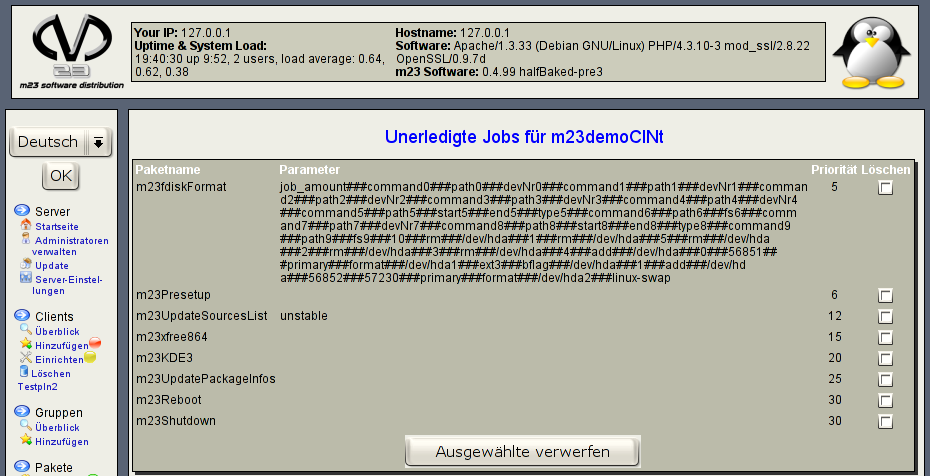 23
m23 software distribution
Your IP: 127.0.0.1
Uptime & System Load:
19:40:30 up 9:52, 2 users, load average: 0.64,
0.62, 0.38
Hostname: 127.0.0.1
Software: Apache/1.3.33 (Debian GNU/Linux) PHP/4.3.10-3 mod_ssl/2.8.22
OpenSSL/0.9.7d
m23 Software: 0.4.99 halfBaked-pre3
Deutsch
OK
Server
Startseite
Administratoren
verwalten
Update
Server-Einstel-
lungen
Clients
Überblick
Hinzufügen
Einrichten
Löschen
Testpln2
Gruppen
Überblick
Hinzufügen
Pakete
Unerledigte Jobs für m23demoClNt
Paketname Parameter Priorität Löschen
m23fdiskFormat job_amount###command0###path0###devNr0###command1###path1###devNr1###comman 5
d2###path2###devNr2###command3###path3###devNr3###command4###path4###devNr4
###command5###path5###start5###end5###type5###command6###path6###fs6###comm
and7###path7###devNr7###command8###path8###start8###end8###type8###command9
###path9###fs9###10###rm###/dev/hda###1###rm###/dev/hda###5###rm###/dev/hda
###2###rm###/dev/hda###3###rm###/dev/hda###4###add###/dev/hda###0###56851##
#primary###format###/dev/hda1###ext3###bflag###/dev/hda###1###add###/dev/hd
a###56852###57230###primary###format###/dev/hda2###linux-swap
m23Presetup 6
m23UpdateSourcesList unstable 12
m23xfree864 15
m23KDE3 20
m23UpdatePackageInfos 25
m23Reboot 30
m23Shutdown 30
Ausgewählte verwerfen